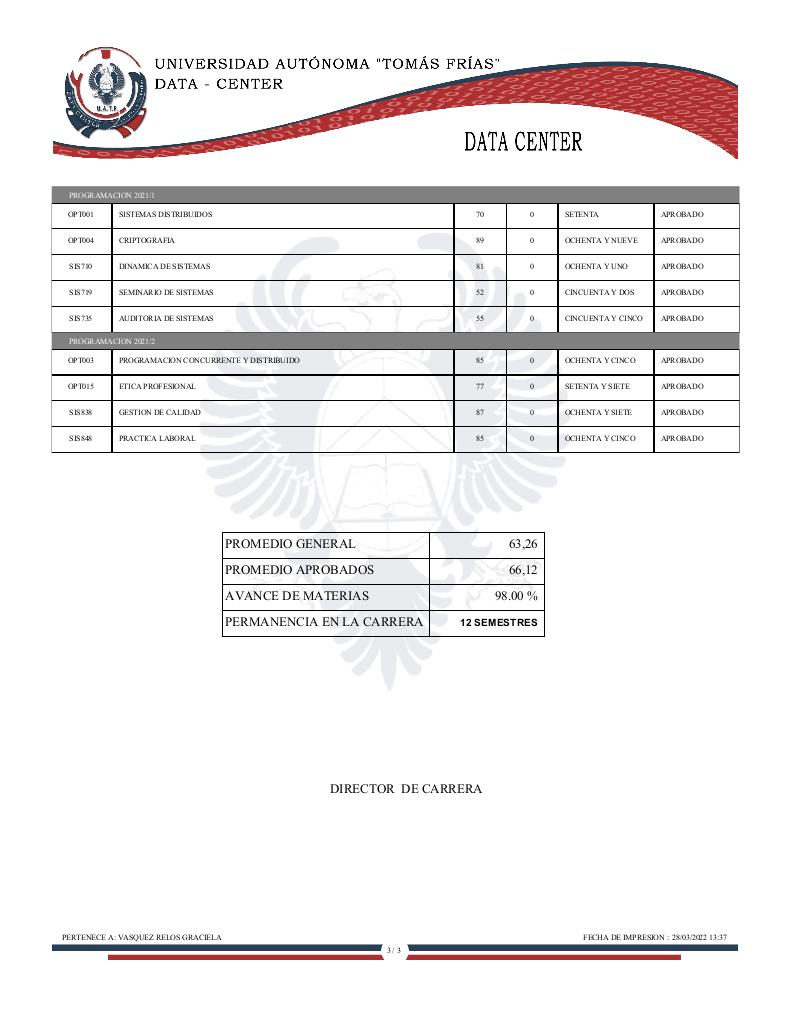 UNIVERSIDAD AUTÓNOMA "TOMÁS FRÍAS"
DATA - CENTER
U.A.T.F.
DATA CENTER
PROGRAMACION 2021/1
OPT001 SISTEMAS DISTRIBUIDOS 70 0 SETENTA APROBADO
OPT004 CRIPTOGRAFIA 89 0 OCHENTA Y NUEVE APROBADO
SIS710 DINAMICA DE SISTEMAS 81 0 OCHENTA Y UNO APROBADO
SIS719 SEMINARIO DE SISTEMAS 52 0 CINCUENTA Y DOS APROBADO
SIS735 AUDITORIA DE SISTEMAS 55 0 CINCUENTA Y CINCO APROBADO
PROGRAMACION 2021/2
OPT003 PROGRAMACION CONCURRENTE Y DISTRIBUIDO 85 0 OCHENTA Y CINCO APROBADO
OPT015 ETICA PROFESIONAL 77 0 SETENTA Y SIETE APROBADO
SIS838 GESTION DE CALIDAD 87 0 OCHENTA Y SIETE APROBADO
SIS848 PRACTICA LABORAL 85 0 OCHENTA Y CINCO APROBADO
PROMEDIO GENERAL 63,26
PROMEDIO APROBADOS 66,12
AVANCE DE MATERIAS 98.00 %
PERMANENCIA EN LA CARRERA 12 SEMESTRES
DIRECTOR DE CARRERA
PERTENECE A: VASQUEZ RELOS GRACIELA FECHA DE IMPRESION : 28/03/2022 13:37
3 / 3